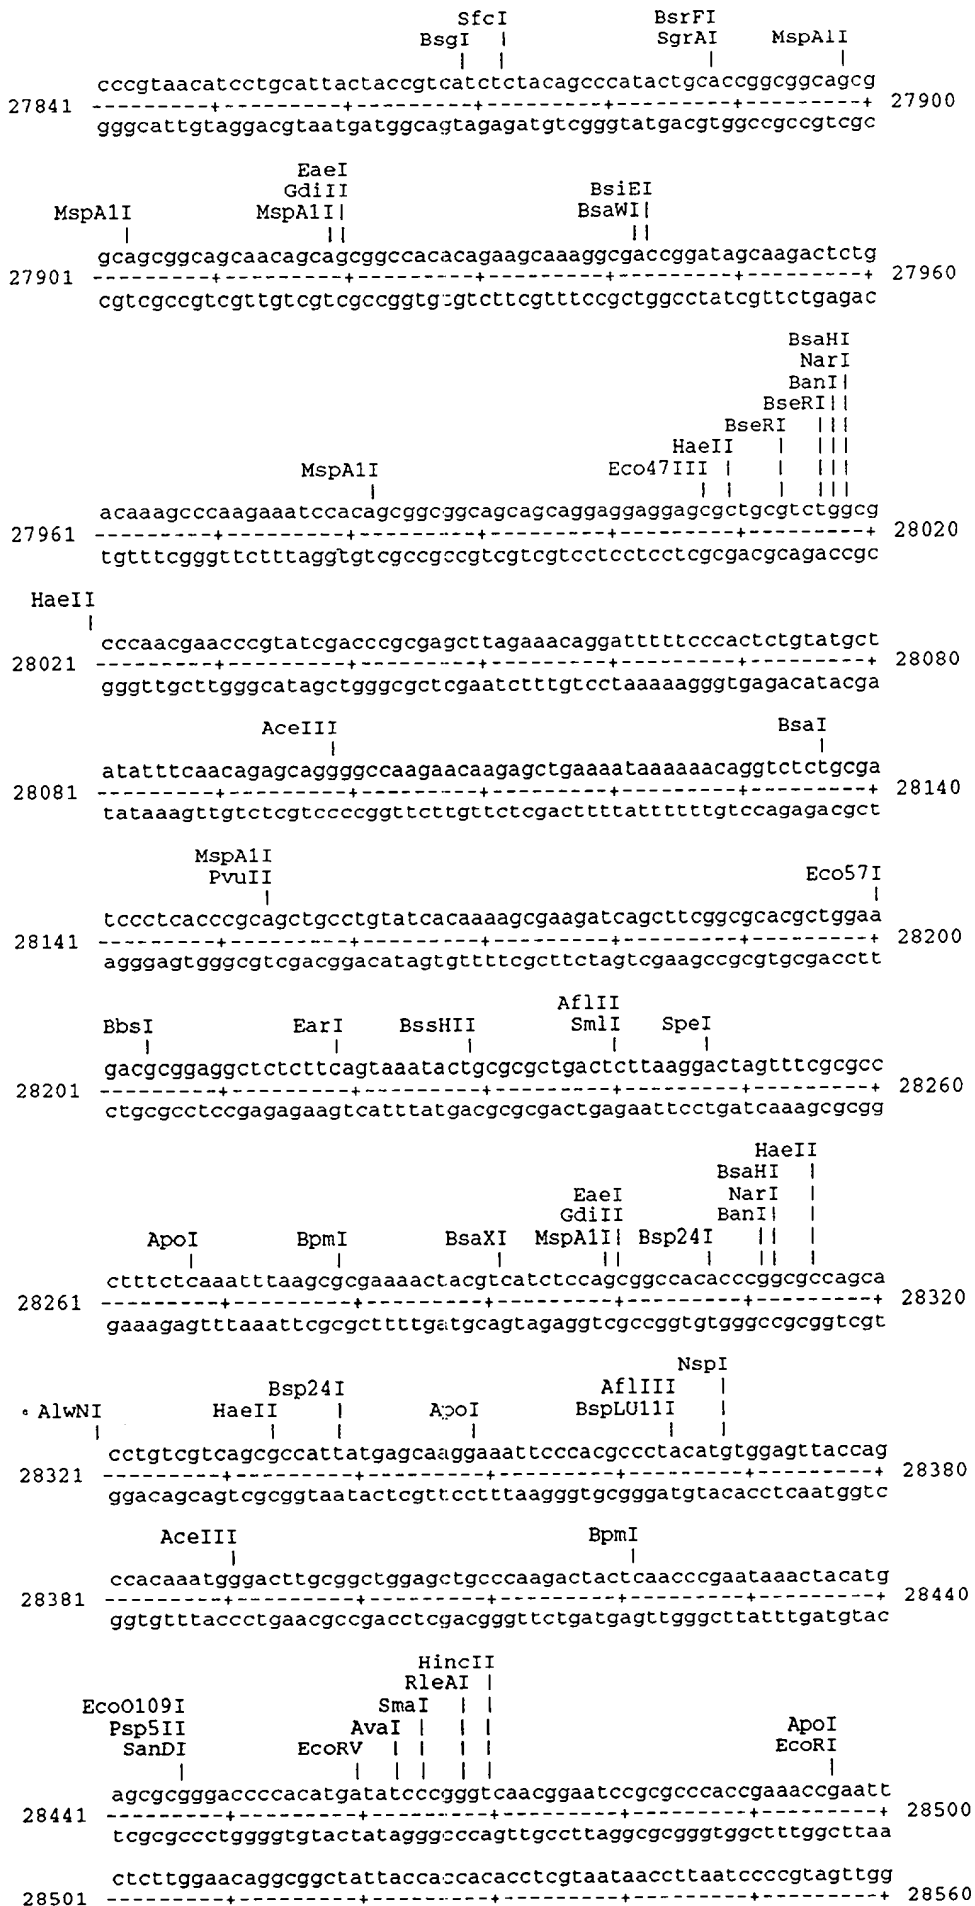 SfcI BsrFI
BsgI | SgrAI MspA1I
| | | |
cccgtaacatcctgcattactaccgtcatctctacagcccatactgcaccggcggcagcg
27841 ---------+---------+---------+---------+---------+---------+ 27900
gggcattgtaggacgtaatgatggcagtagagatgtcgggtatgacgtggccgccgtcgc
EaeI
GdiII BsiEI
MspA1I MspA1I| BsaWI|
| || ||
gcagcggcagcaacagcagcggccacacagaagcaaaggcgaccggatagcaagactctg
27901 ---------+---------+---------+---------+---------+---------+ 27960
cgtcgccgtcgttgtcgtcgccggtgtgtcttcgtttccgctggcctatcgttctgagac
BsaHI
NarI
BanI|
BseRI||
BseRI |||
HaeII | |||
MspA1I Eco47III | | |||
| | | | |||
acaaagcccaagaaatccacagcggcggcagcagcaggaggaggagcgctgcgtctggcg
27961 ---------+---------+---------+---------+---------+---------+ 28020
tgtttcgggttctttaggtgtcgccgccgtcgtcgtcctcctcctcgcgacgcagaccgc
HaeII
|
cccaacgaacccgtatcgacccgcgagcttagaaacaggatttttcccactctgtatgct
28021 ---------+---------+---------+---------+---------+---------+ 28080
gggttgcttgggcatagctgggcgctcgaatctttgtcctaaaaagggtgagacatacga
AceIII BsaI
| |
atatttcaacagagcaggggccaagaacaagagctgaaaataaaaaacaggtctctgcga
28081 ---------+---------+---------+---------+---------+---------+ 28140
tataaagttgtctcgtccccggttcttgttctcgacttttattttttgtccagagacgct
MspA1I
PvuII Eco57I
| |
tccctcacccgcagctgcctgtatcacaaaagcgaagatcagcttcggcgcacgctggaa
28141 ---------+---------+---------+---------+---------+---------+ 28200
agggagtgggcgtcgacggacatagtgttttcgcttctagtcgaagccgcgtgcgacctt
AflII
BbsI EarI BssHII SmlI SpeI
| | | | |
gacgcggaggctctcttcagtaaatactgcgcgctgactcttaaggactagtttcgcgcc
28201 ---------+---------+---------+---------+---------+---------+ 28260
ctgcgcctccgagagaagtcatttatgacgcgcgactgagaattcctgatcaaagcgcgg
HaeII
BsaHI |
EaeI NarI |
GdiII BanI| |
ApoI BpmI BsaXI MspA1I| Bsp24I || |
| | | || | || |
ctttctcaaatttaagcgcgaaaactacgtcatctccagcggccacacccggcgccagca
28261 ---------+---------+---------+---------+---------+---------+ 28320
gaaagagtttaaattcgcgcttttgatgcagtagaggtcgccggtgtgggccgcggtcgt
NspI
Bsp24I AflIII |
AlwNI HaeII | ApoI BspLU11I |
| | | | | |
cctgtcgtcagcgccattatgagcaaggaaattcccacgccctacatgtggagttaccag
28321 ---------+---------+---------+---------+---------+---------+ 28380
ggacagcagtcgcggtaatactcgttcctttaagggtgcgggatgtacacctcaatggtc
AceIII BpmI
| |
ccacaaatgggacttgcggctggagctgcccaagactactcaacccgaataaactacatg
28381 ---------+---------+---------+---------+---------+---------+ 28440
ggtgtttaccctgaacgccgacctcgacgggttctgatgagttgggcttatttgatgtac
HincII
RleAI |
Eco0109I SmaI | |
Psp5II AvaI | | | ApoI
SanDI EcoRV | | | | EcoRI
| | | | | | |
agcgcgggaccccacatgatatcccgggtcaacggaatccgcgcccaccgaaaccgaatt
28441 ---------+---------+---------+---------+---------+---------+ 28500
tcgcgccctggggtgtactatagggcccagttgccttaggcgcgggtggctttggcttaa
ctcttggaacaggcggctattaccaccacacctcgtaataaccttaatccccgtagttgg
28501 ---------+---------+---------+---------+---------+---------+ 28560